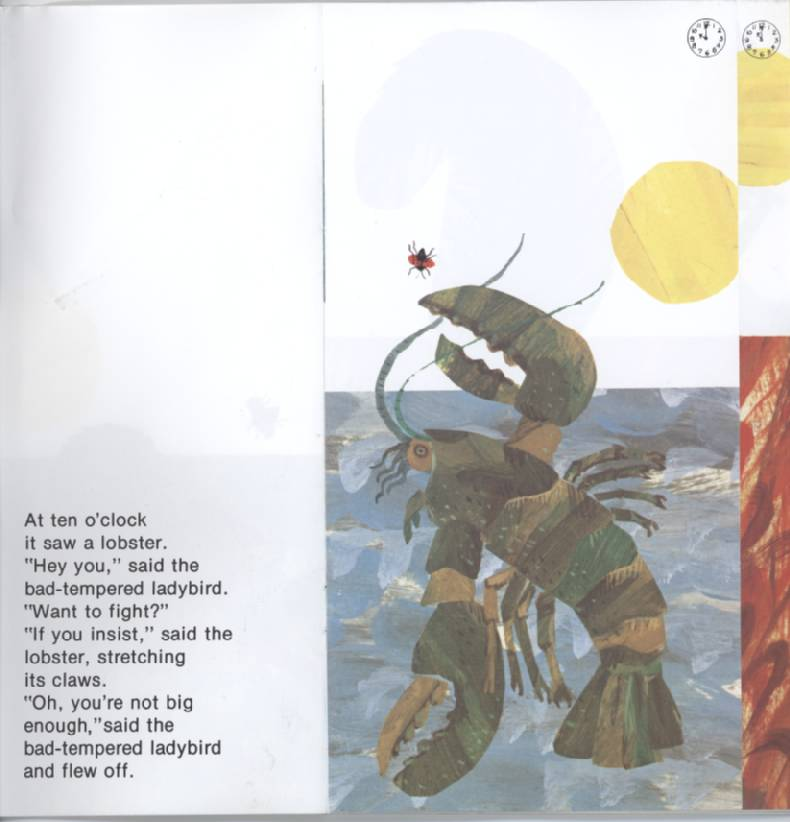 At ten o'clock
it saw a lobster.
"Hey you," said the
bad-tempered ladybird.
"Want to fight?"
"If you insist," said the
lobster, stretching
its claws.
"Oh, you're not big
enough,"said the
bad-tempered ladybird
and flew off.